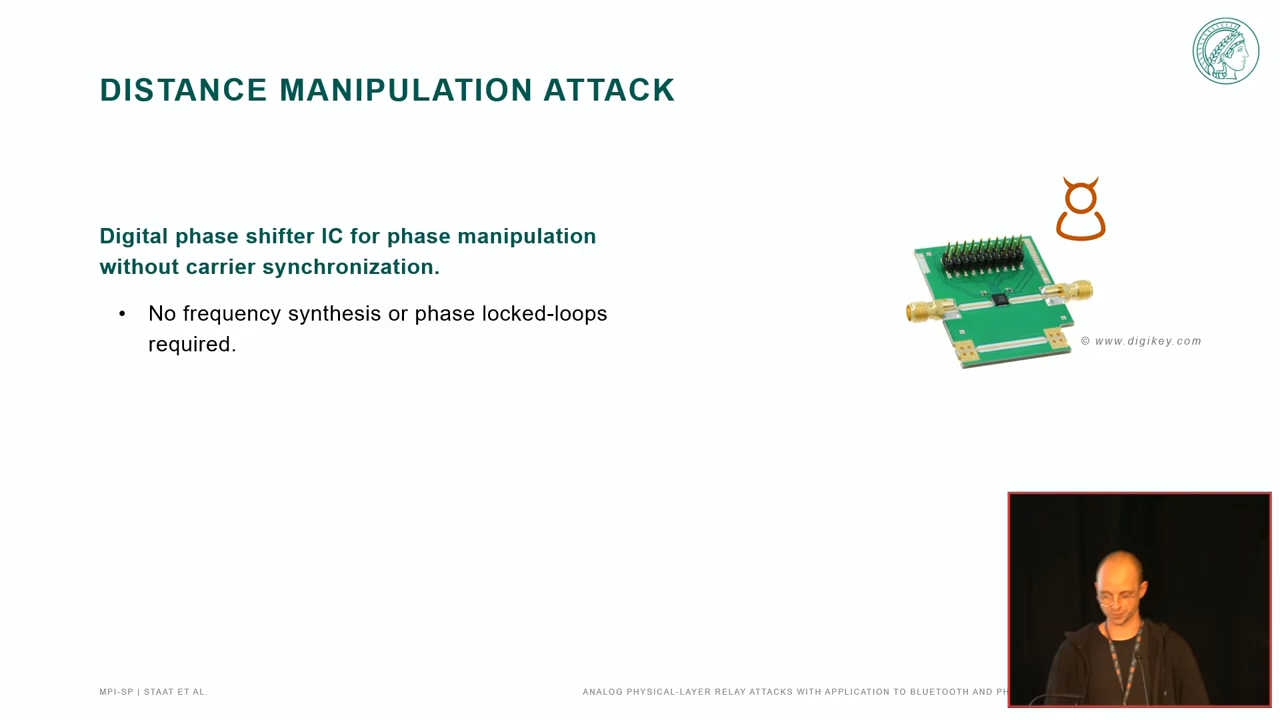 DISTANCE MANIPULATION ATTACK
Digital phase shifter IC for phase manipulation
without carrier synchronization.
• No frequency synthesis or phase locked-loops
required.
© www.digikey.com
MPI-SP | STAAT ET AL.
ANALOG PHYSICAL-LAYER RELAY ATTACKS WITH APPLICATION TO BLUETOOTH AND